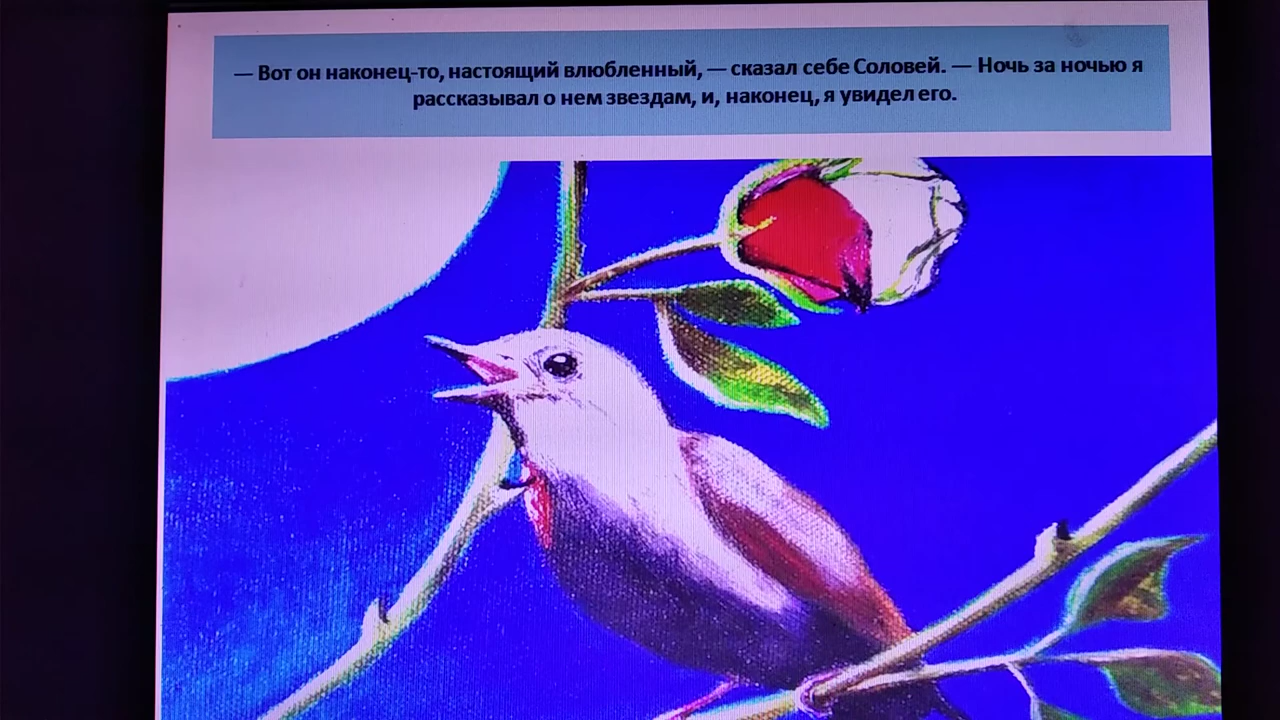 — Вот он наконец-то, настоящий влюбленный, — сказал себе Соловей. — Ночь за ночью я
рассказывал о нем звездам, и, наконец, я увидел его.